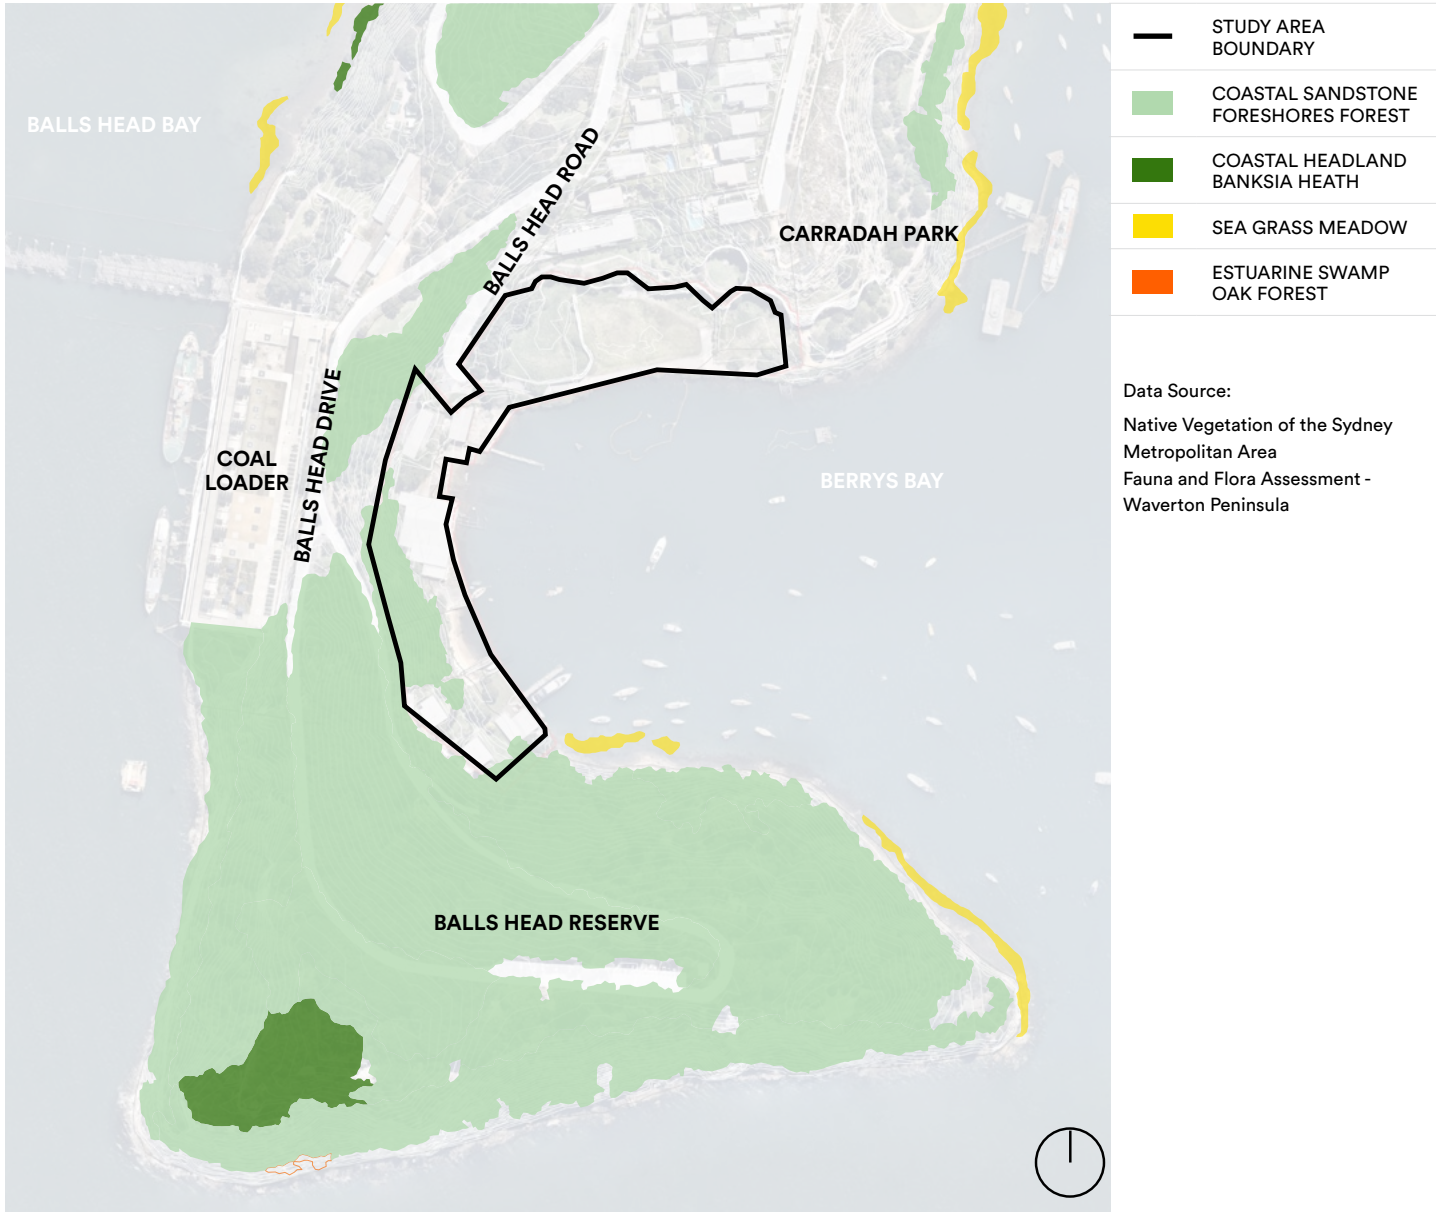 BALLS HEAD BAY
BALLS HEAD ROAD
CARRADAH PARK
BALLS HEAD DRIVE
COAL
LOADER
BERRYS BAY
BALLS HEAD RESERVE
STUDY AREA
BOUNDARY
COASTAL SANDSTONE
FORESHORES FOREST
COASTAL HEADLAND
BANKSIA HEATH
SEA GRASS MEADOW
ESTUARINE SWAMP
OAK FOREST
Data Source:
Native Vegetation of the Sydney
Metropolitan Area
Fauna and Flora Assessment -
Waverton Peninsula